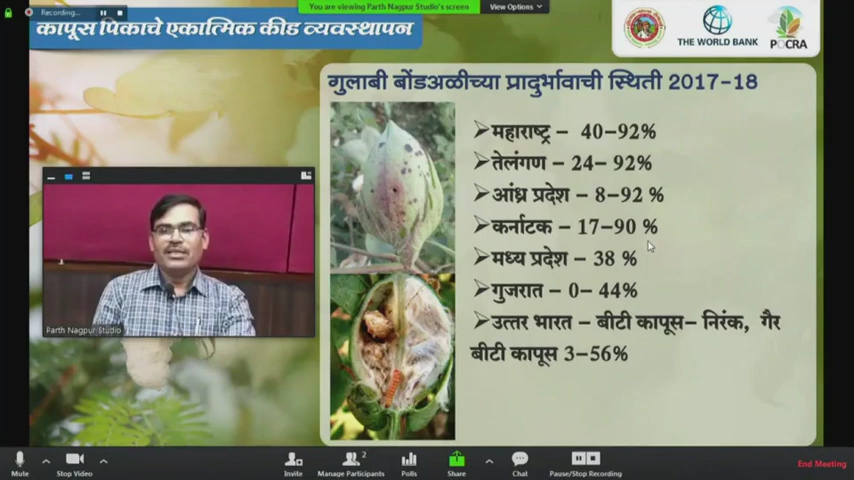 Recording...
You are viewing Parth Nagpur Studio's screen
View Options
कापूस पिकाचे एकात्मिक कीड व्यवस्थापन
THE WORLD BANK
POCRA
गुलाबी बोंडअळीच्या प्रादुर्भावाची स्थिती 2017-18
➢महाराष्ट्र – 40–92%
➢तेलंगण – 24– 92%
➢आंध्र प्रदेश – 8–92 %
➢कर्नाटक – 17–90 %
➢मध्य प्रदेश – 38 %
➢गुजरात – 0– 44%
➢उत्तर भारत – बीटी कापूस– निरंक, गैर
बीटी कापूस 3–56%
Parth Nagpur Studio
Mute
Stop Video
Invite
2
Manage Participants
Polls
Share
Chat
Pause/Stop Recording
End Meeting